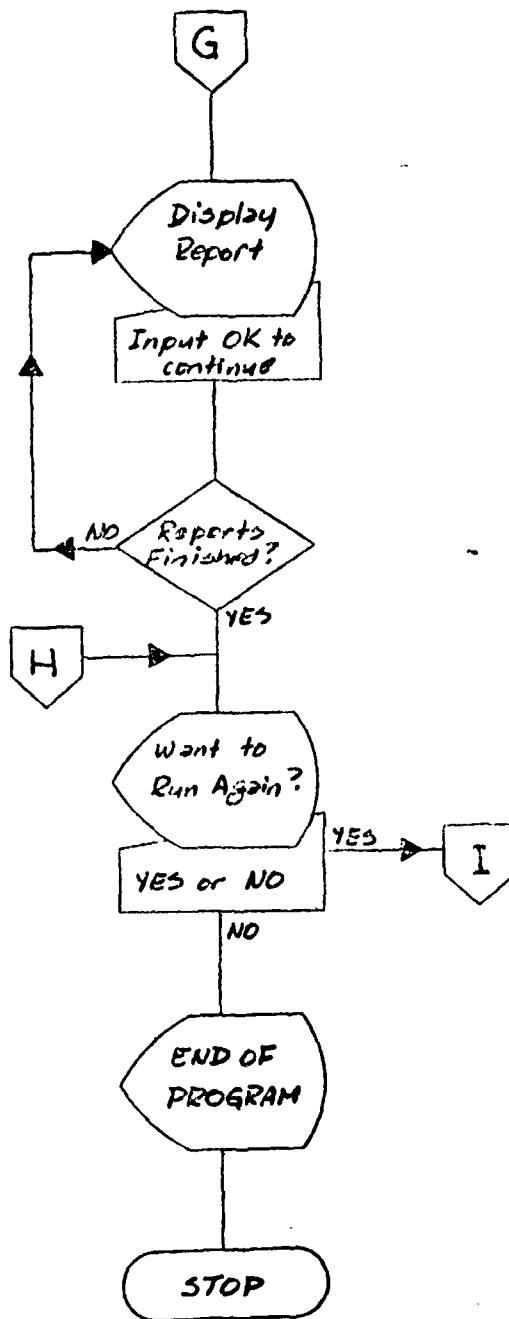 G
Display
Report
Input OK to
continue
NO
Reports
Finished?
YES
H
Want to
Run Again?
YES
I
YES or NO
NO
END OF
PROGRAM
STOP